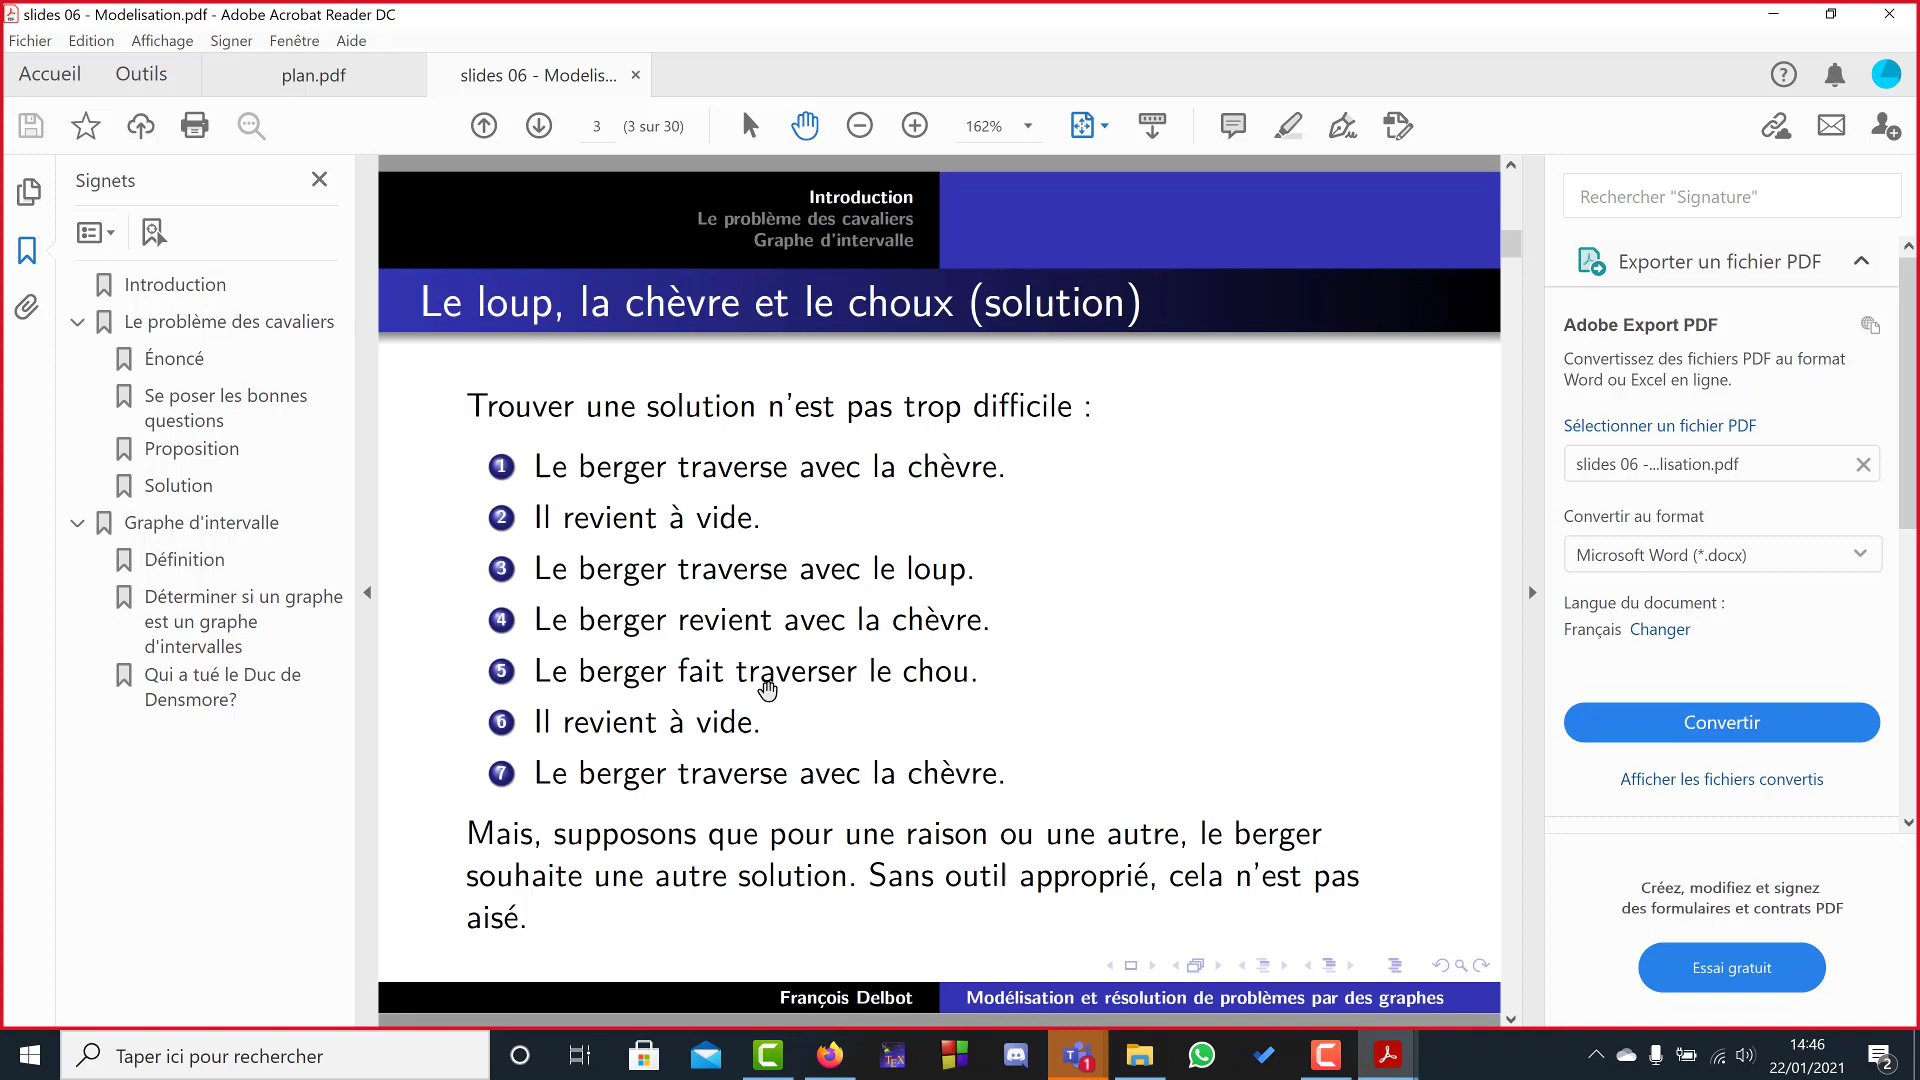 slides 06 - Modelisation.pdf - Adobe Acrobat Reader DC
Fichier Edition Affichage Signer Fenêtre Aide
Accueil Outils plan.pdf slides 06 - Modelis...
3 (3 sur 30) 162%
Signets
Introduction
Le problème des cavaliers
Énoncé
Se poser les bonnes
questions
Proposition
Solution
Graphe d'intervalle
Définition
Déterminer si un graphe
est un graphe
d'intervalles
Qui a tué le Duc de
Densmore?
Introduction
Le problème des cavaliers
Graphe d'intervalle
Le loup, la chèvre et le choux (solution)
Trouver une solution n'est pas trop difficile :
1 Le berger traverse avec la chèvre.
2 Il revient à vide.
3 Le berger traverse avec le loup.
4 Le berger revient avec la chèvre.
5 Le berger fait traverser le chou.
6 Il revient à vide.
7 Le berger traverse avec la chèvre.
Mais, supposons que pour une raison ou une autre, le berger
souhaite une autre solution. Sans outil approprié, cela n'est pas
aisé.
François Delbot Modélisation et résolution de problèmes par des graphes
Rechercher "Signature"
Exporter un fichier PDF
Adobe Export PDF
Convertissez des fichiers PDF au format
Word ou Excel en ligne.
Sélectionner un fichier PDF
slides 06 -...lisation.pdf
Convertir au format
Microsoft Word (*.docx)
Langue du document :
Français Changer
Convertir
Afficher les fichiers convertis
Créez, modifiez et signez
des formulaires et contrats PDF
Essai gratuit
Taper ici pour rechercher
TEX
1
14:46
22/01/2021
2